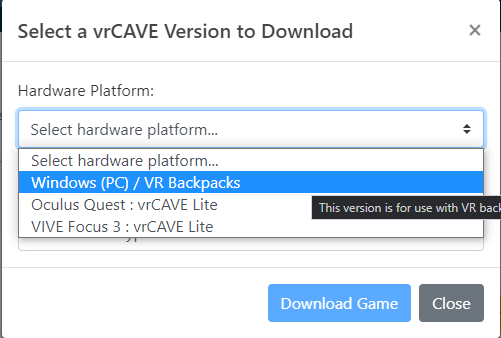 Select a vrCAVE Version to Download
×
Hardware Platform:
Select hardware platform...
Select hardware platform...
Windows (PC) / VR Backpacks
Oculus Quest : vrCAVE Lite
This version is for use with VR back
VIVE Focus 3 : vrCAVE Lite
Download Game
Close